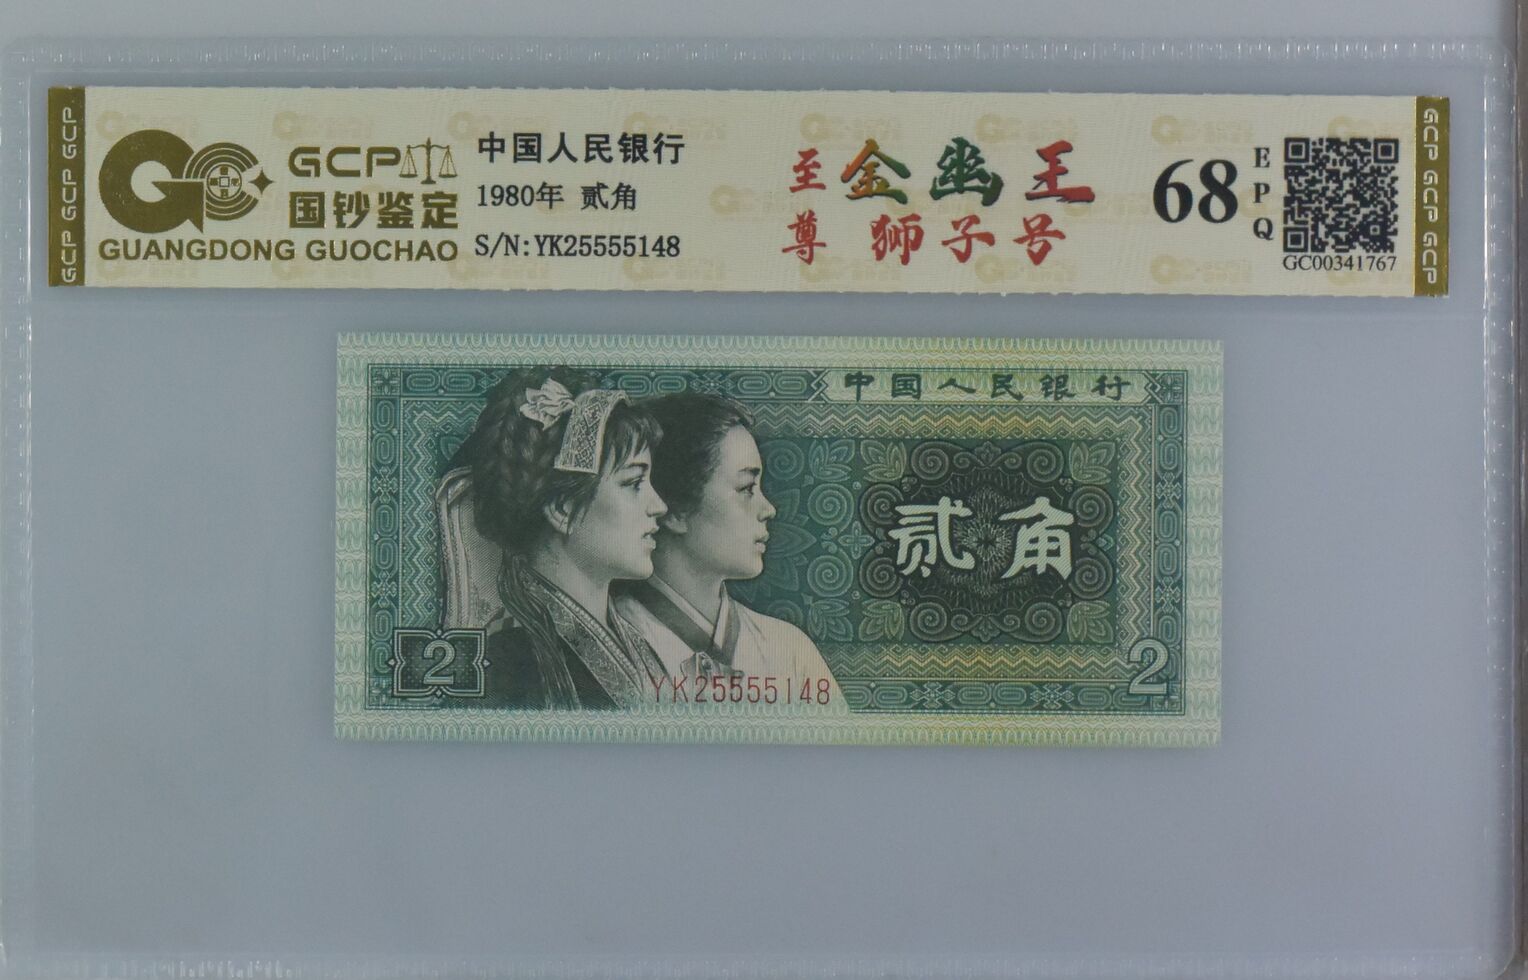 GCP GCP GCP
GCP
国钞鉴定
GUANGDONG GUOCHAO
中国人民银行
1980年 贰角
S/N:YK25555148
至尊
金幽王
狮子号
68
EPQ
GC00341767
GCP GCP GCP
中国人民银行
贰角
2
2
YK25555148